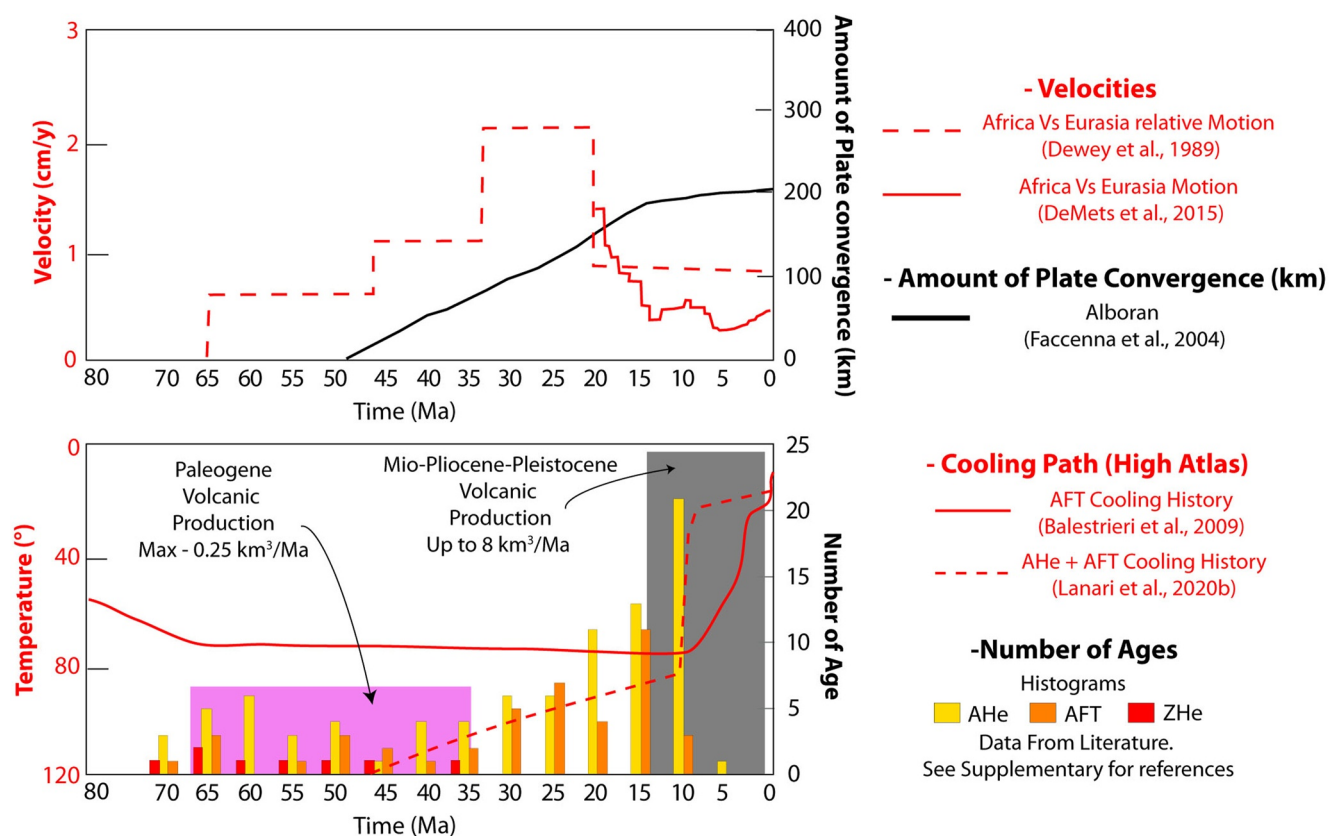 3
2
1
0
Velocity (cm/y)
400
300
200
100
0
Amount of Plate convergence (km)
80 70 65 60 55 50 45 40 35 30 25 20 15 10 5 0
Time (Ma)
- Velocities
Africa Vs Eurasia relative Motion
(Dewey et al., 1989)
Africa Vs Eurasia Motion
(DeMets et al., 2015)
- Amount of Plate Convergence (km)
Alboran
(Faccenna et al., 2004)
0
40
80
120
Temperature (°)
Paleogene
Volcanic
Production
Max - 0.25 km³/Ma
Mio-Pliocene-Pleistocene
Volcanic
Production
Up to 8 km³/Ma
25
20
15
10
5
0
Number of Age
80 70 65 60 55 50 45 40 35 30 25 20 15 10 5 0
Time (Ma)
- Cooling Path (High Atlas)
AFT Cooling History
(Balestrieri et al., 2009)
AHe + AFT Cooling History
(Lanari et al., 2020b)
-Number of Ages
Histograms
AHe AFT ZHe
Data From Literature.
See Supplementary for references